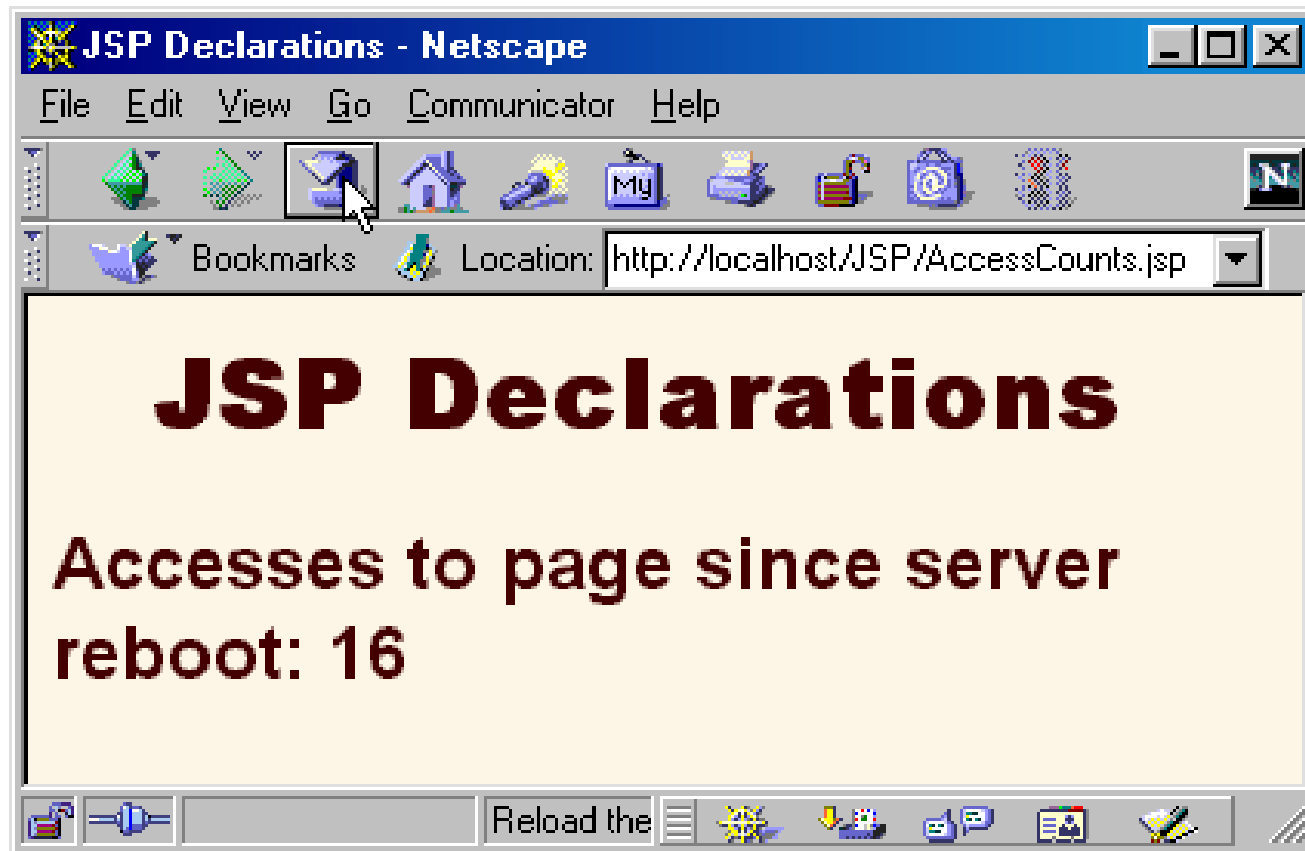 JSP Declarations - Netscape
File Edit View Go Communicator Help
My N
Bookmarks Location: http://localhost/JSP/AccessCounts.jsp
JSP Declarations
Accesses to page since server
reboot: 16
Reload the